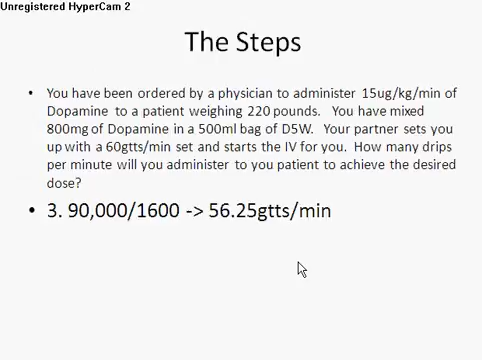 Unregistered HyperCam 2
The Steps
• You have been ordered by a physician to administer 15ug/kg/min of
Dopamine to a patient weighing 220 pounds. You have mixed
800mg of Dopamine in a 500ml bag of D5W. Your partner sets you
up with a 60gtts/min set and starts the IV for you. How many drips
per minute will you administer to you patient to achieve the desired
dose?
• 3. 90,000/1600 -> 56.25gtts/min